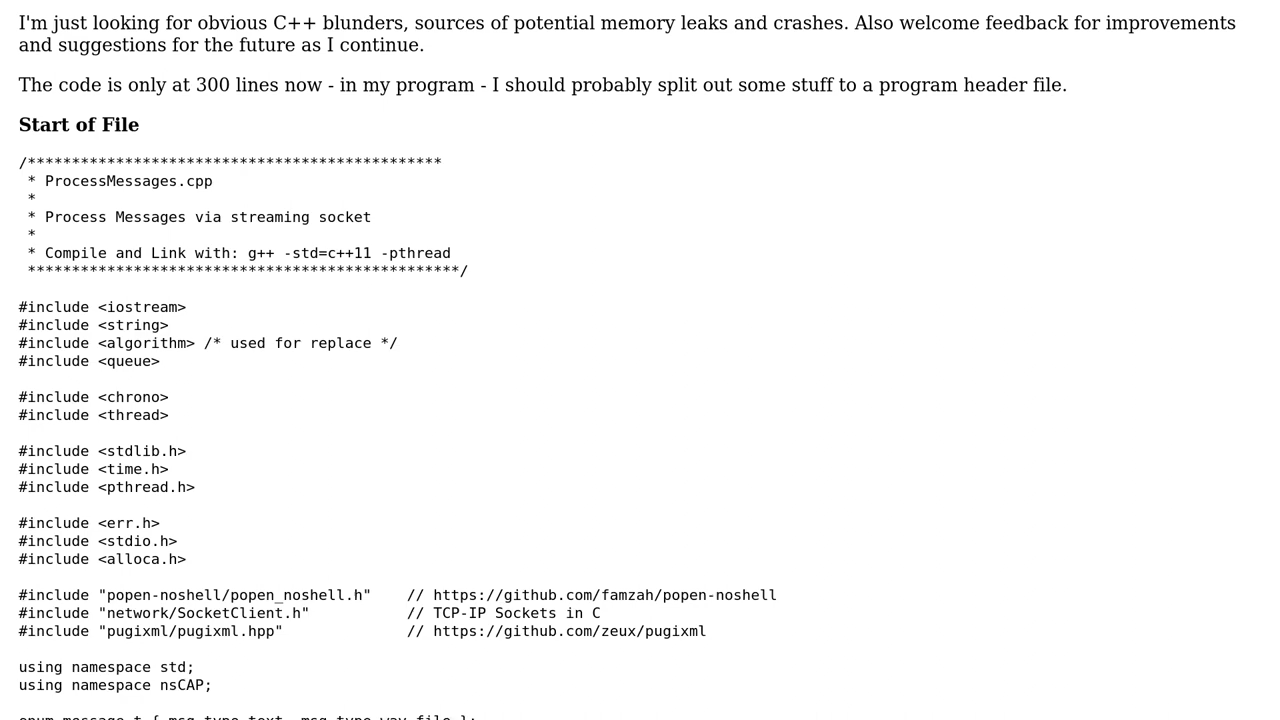 I'm just looking for obvious C++ blunders, sources of potential memory leaks and crashes. Also welcome feedback for improvements
and suggestions for the future as I continue.
The code is only at 300 lines now - in my program - I should probably split out some stuff to a program header file.
Start of File
/***********************************************
 * ProcessMessages.cpp
 *
 * Process Messages via streaming socket
 *
 * Compile and Link with: g++ -std=c++11 -pthread
 *************************************************/
#include <iostream>
#include <string>
#include <algorithm> /* used for replace */
#include <queue>
#include <chrono>
#include <thread>
#include <stdlib.h>
#include <time.h>
#include <pthread.h>
#include <err.h>
#include <stdio.h>
#include <alloca.h>
#include "popen-noshell/popen_noshell.h"    // https://github.com/famzah/popen-noshell
#include "network/SocketClient.h"           // TCP-IP Sockets in C
#include "pugixml/pugixml.hpp"              // https://github.com/zeux/pugixml
using namespace std;
using namespace nsCAP;